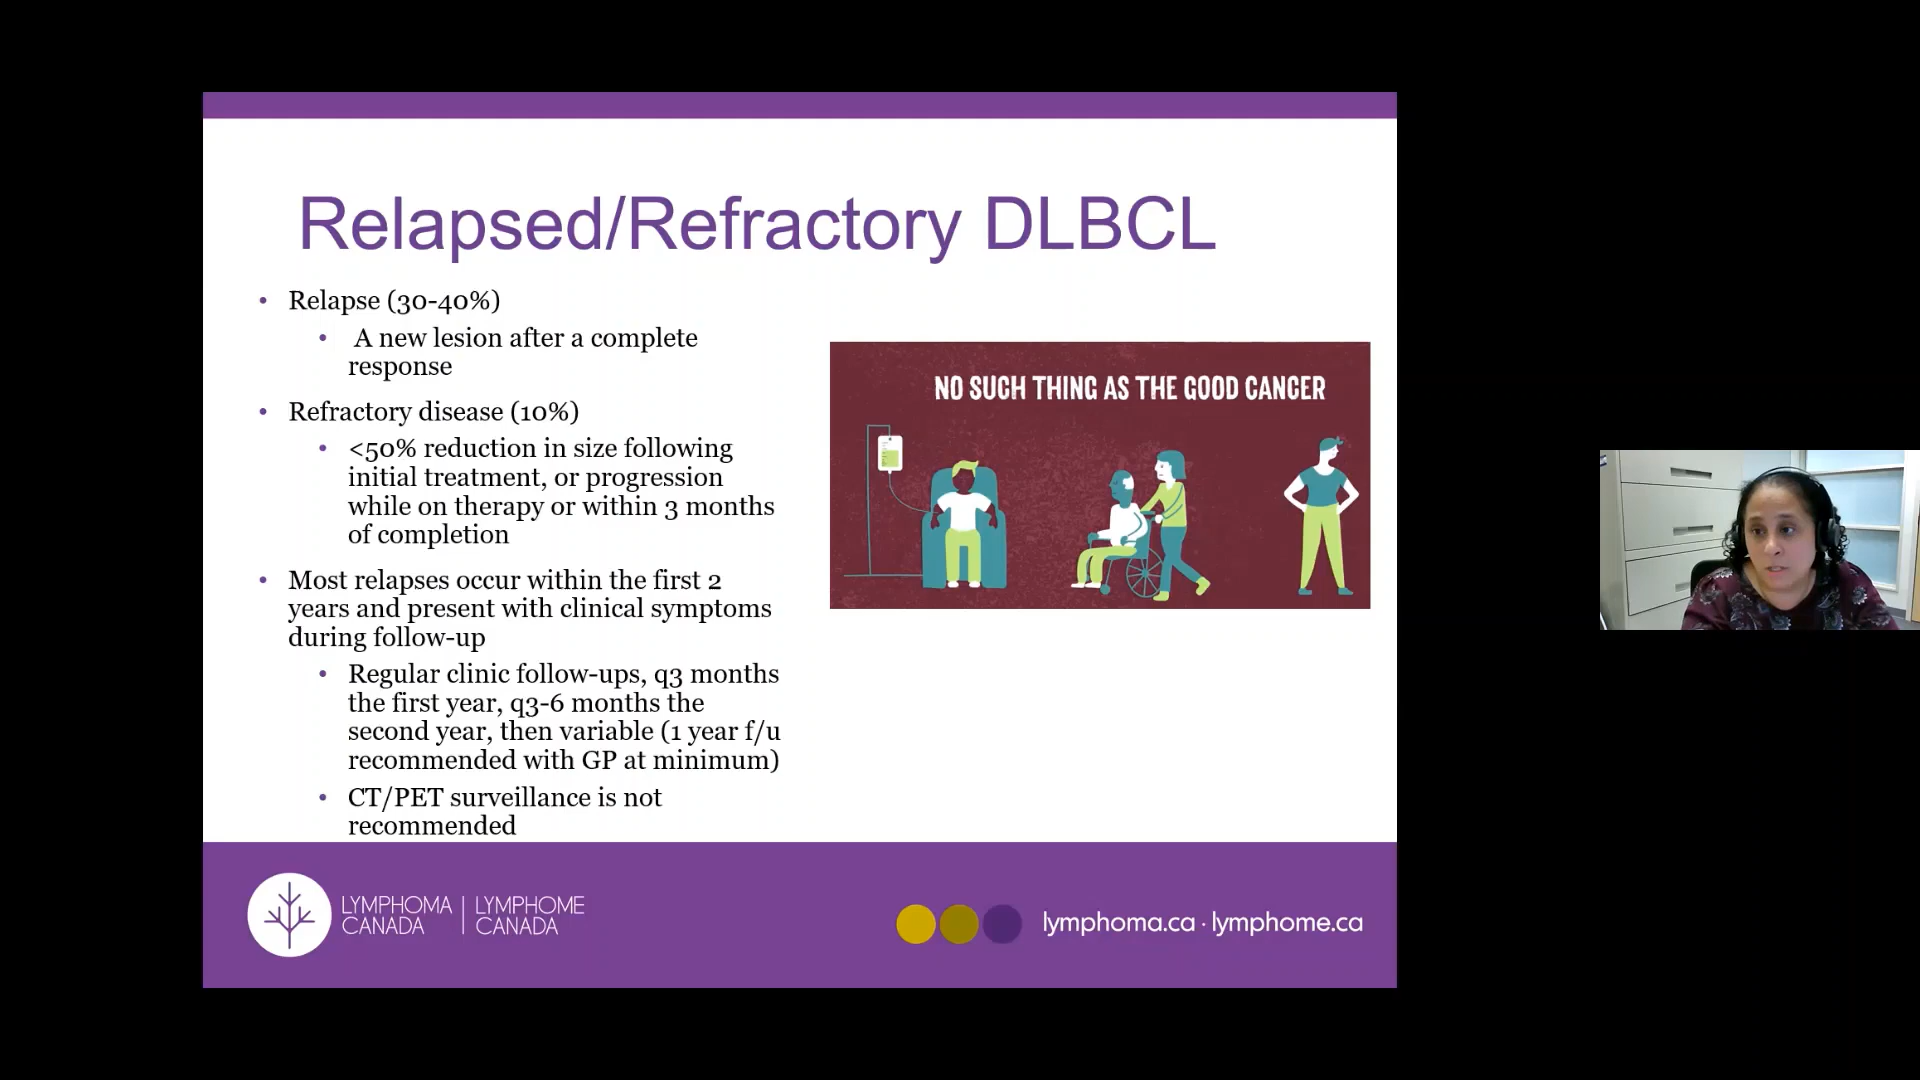 Relapsed/Refractory DLBCL
• Relapse (30-40%)
• A new lesion after a complete
response
• Refractory disease (10%)
• <50% reduction in size following
initial treatment, or progression
while on therapy or within 3 months
of completion
• Most relapses occur within the first 2
years and present with clinical symptoms
during follow-up
• Regular clinic follow-ups, q3 months
the first year, q3-6 months the
second year, then variable (1 year f/u
recommended with GP at minimum)
• CT/PET surveillance is not
recommended
NO SUCH THING AS THE GOOD CANCER
LYMPHOMA
CANADA
LYMPHOME
CANADA
lymphoma.ca · lymphome.ca